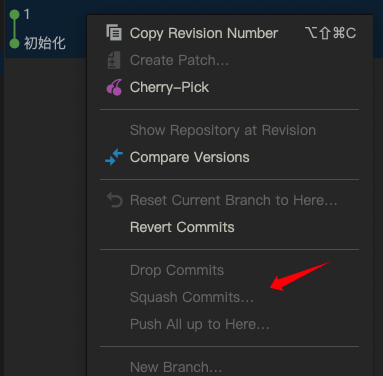 1
初始化
Copy Revision Number ⌥⇧⌘C
Create Patch...
Cherry-Pick
Show Repository at Revision
Compare Versions
Reset Current Branch to Here...
Revert Commits
Drop Commits
Squash Commits...
Push All up to Here...
New Branch...